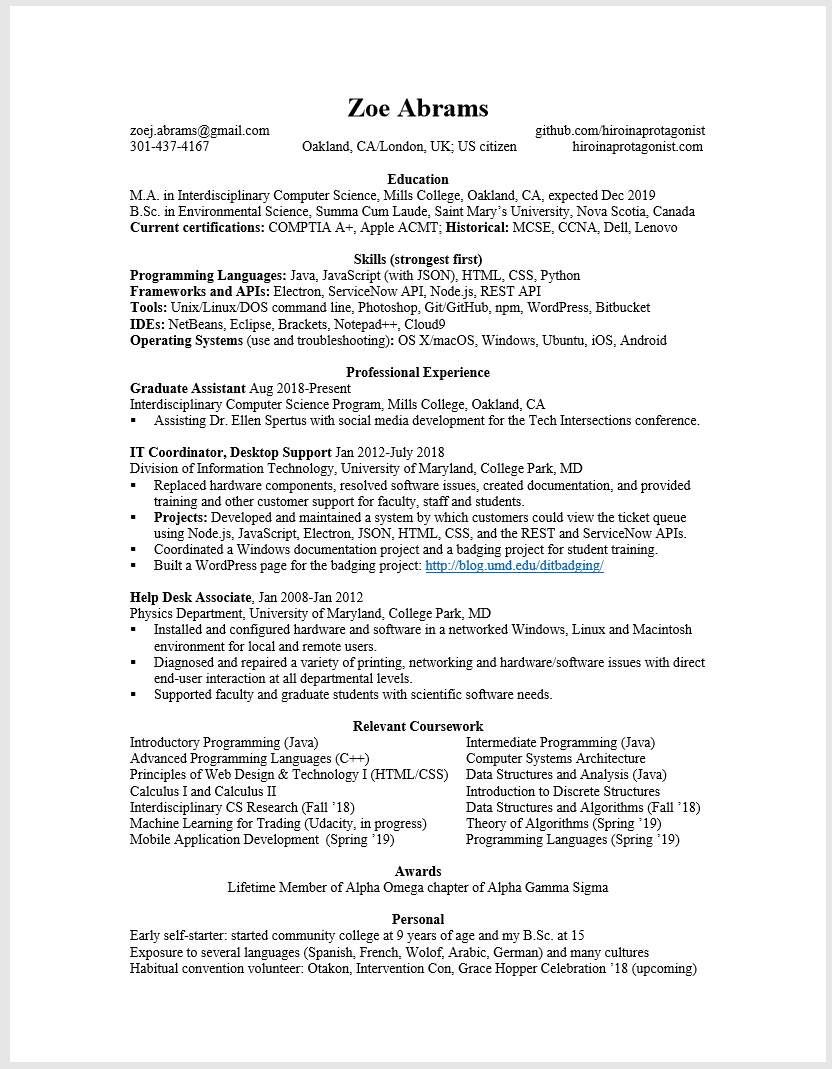 Zoe Abrams
zoej.abrams@gmail.com github.com/hiroinaprotagonist
301-437-4167 Oakland, CA/London, UK; US citizen hiroinaprotagonist.com
Education
M.A. in Interdisciplinary Computer Science, Mills College, Oakland, CA, expected Dec 2019
B.Sc. in Environmental Science, Summa Cum Laude, Saint Mary’s University, Nova Scotia, Canada
Current certifications: COMPTIA A+, Apple ACMT; Historical: MCSE, CCNA, Dell, Lenovo
Skills (strongest first)
Programming Languages: Java, JavaScript (with JSON), HTML, CSS, Python
Frameworks and APIs: Electron, ServiceNow API, Node.js, REST API
Tools: Unix/Linux/DOS command line, Photoshop, Git/GitHub, npm, WordPress, Bitbucket
IDEs: NetBeans, Eclipse, Brackets, Notepad++, Cloud9
Operating Systems (use and troubleshooting): OS X/macOS, Windows, Ubuntu, iOS, Android
Professional Experience
Graduate Assistant Aug 2018-Present
Interdisciplinary Computer Science Program, Mills College, Oakland, CA
▪ Assisting Dr. Ellen Spertus with social media development for the Tech Intersections conference.
IT Coordinator, Desktop Support Jan 2012-July 2018
Division of Information Technology, University of Maryland, College Park, MD
▪ Replaced hardware components, resolved software issues, created documentation, and provided
training and other customer support for faculty, staff and students.
▪ Projects: Developed and maintained a system by which customers could view the ticket queue
using Node.js, JavaScript, Electron, JSON, HTML, CSS, and the REST and ServiceNow APIs.
▪ Coordinated a Windows documentation project and a badging project for student training.
▪ Built a WordPress page for the badging project: http://blog.umd.edu/ditbadging/
Help Desk Associate, Jan 2008-Jan 2012
Physics Department, University of Maryland, College Park, MD
▪ Installed and configured hardware and software in a networked Windows, Linux and Macintosh
environment for local and remote users.
▪ Diagnosed and repaired a variety of printing, networking and hardware/software issues with direct
end-user interaction at all departmental levels.
▪ Supported faculty and graduate students with scientific software needs.
Relevant Coursework
Introductory Programming (Java) Intermediate Programming (Java)
Advanced Programming Languages (C++) Computer Systems Architecture
Principles of Web Design & Technology I (HTML/CSS) Data Structures and Analysis (Java)
Calculus I and Calculus II Introduction to Discrete Structures
Interdisciplinary CS Research (Fall ’18) Data Structures and Algorithms (Fall ’18)
Machine Learning for Trading (Udacity, in progress) Theory of Algorithms (Spring ’19)
Mobile Application Development (Spring ’19) Programming Languages (Spring ’19)
Awards
Lifetime Member of Alpha Omega chapter of Alpha Gamma Sigma
Personal
Early self-starter: started community college at 9 years of age and my B.Sc. at 15
Exposure to several languages (Spanish, French, Wolof, Arabic, German) and many cultures
Habitual convention volunteer: Otakon, Intervention Con, Grace Hopper Celebration ’18 (upcoming)